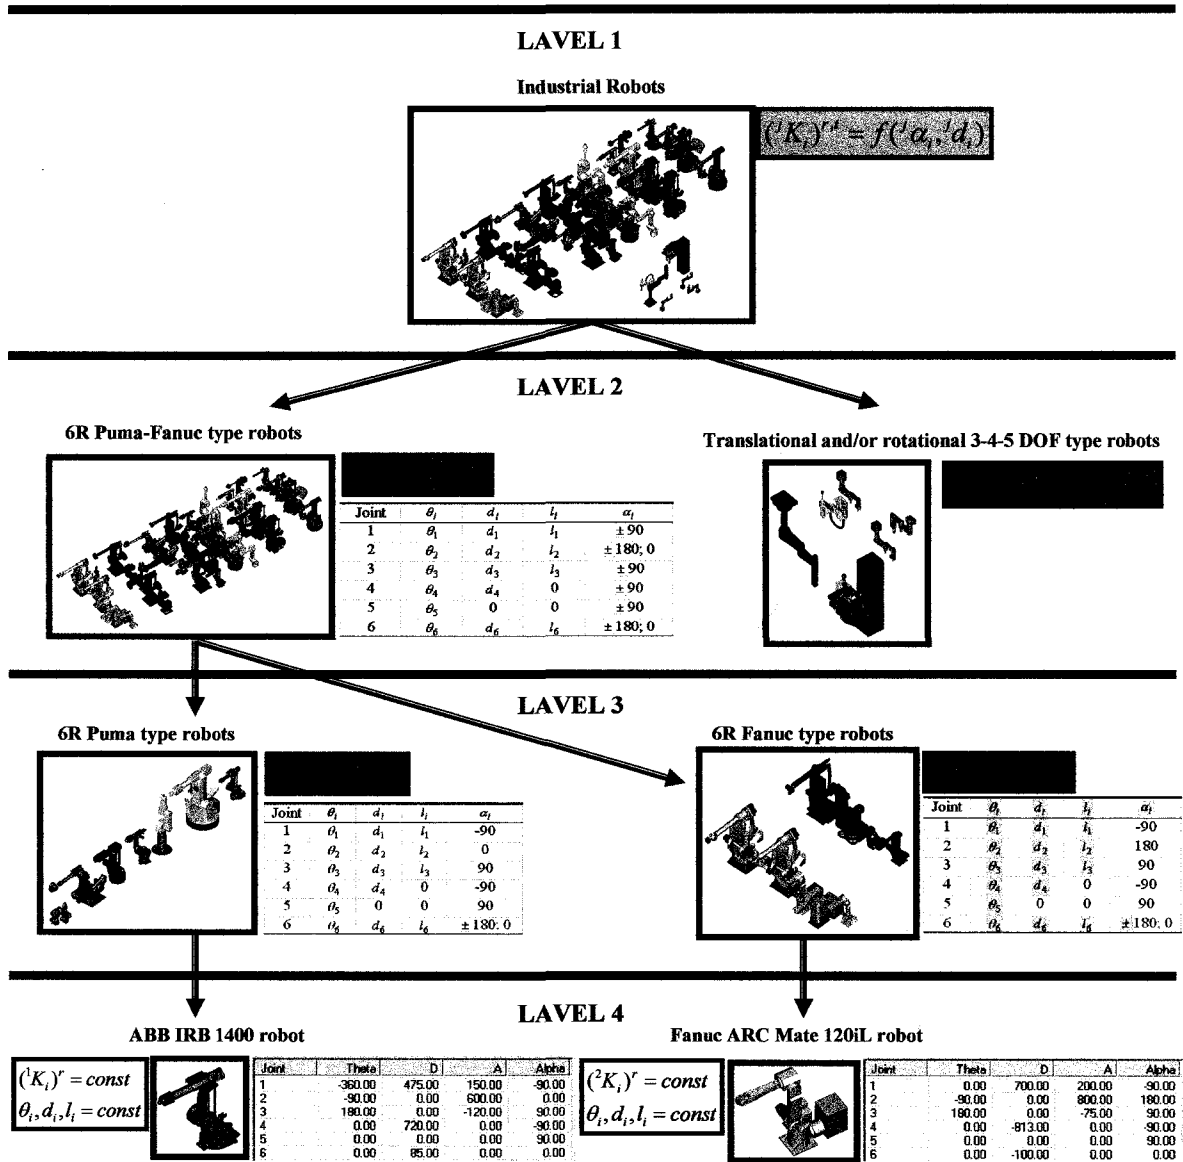 LAVEL 1
Industrial Robots
(ʲKᵢ)ʳ,ᵗ = f(ʲαᵢ, ʲdᵢ)
LAVEL 2
6R Puma-Fanuc type robots
Translational and/or rotational 3-4-5 DOF type robots
Joint θᵢ dᵢ lᵢ αᵢ
1 θ₁ d₁ l₁ ± 90
2 θ₂ d₂ l₂ ± 180; 0
3 θ₃ d₃ l₃ ± 90
4 θ₄ d₄ 0 ± 90
5 θ₅ 0 0 ± 90
6 θ₆ d₆ l₆ ± 180; 0
LAVEL 3
6R Puma type robots
6R Fanuc type robots
Joint θᵢ dᵢ lᵢ αᵢ
1 θ₁ d₁ l₁ -90
2 θ₂ d₂ l₂ 0
3 θ₃ d₃ l₃ 90
4 θ₄ d₄ 0 -90
5 θ₅ 0 0 90
6 θ₆ d₆ l₆ ± 180; 0
Joint θᵢ dᵢ lᵢ αᵢ
1 θ₁ d₁ l₁ -90
2 θ₂ d₂ l₂ 180
3 θ₃ d₃ l₃ 90
4 θ₄ d₄ 0 -90
5 θ₅ 0 0 90
6 θ₆ d₆ l₆ ± 180; 0
LAVEL 4
ABB IRB 1400 robot
Fanuc ARC Mate 120iL robot
(¹Kᵢ)ʳ = const
θᵢ, dᵢ, lᵢ = const
Joint Theta D A Alpha
1 -360.00 475.00 150.00 -90.00
2 -90.00 0.00 600.00 0.00
3 180.00 0.00 -120.00 90.00
4 0.00 720.00 0.00 -90.00
5 0.00 0.00 0.00 90.00
6 0.00 85.00 0.00 0.00
(²Kᵢ)ʳ = const
θᵢ, dᵢ, lᵢ = const
Joint Theta D A Alpha
1 0.00 700.00 200.00 -90.00
2 -90.00 0.00 800.00 180.00
3 180.00 0.00 -75.00 90.00
4 0.00 -813.00 0.00 -90.00
5 0.00 0.00 0.00 90.00
6 0.00 -100.00 0.00 0.00